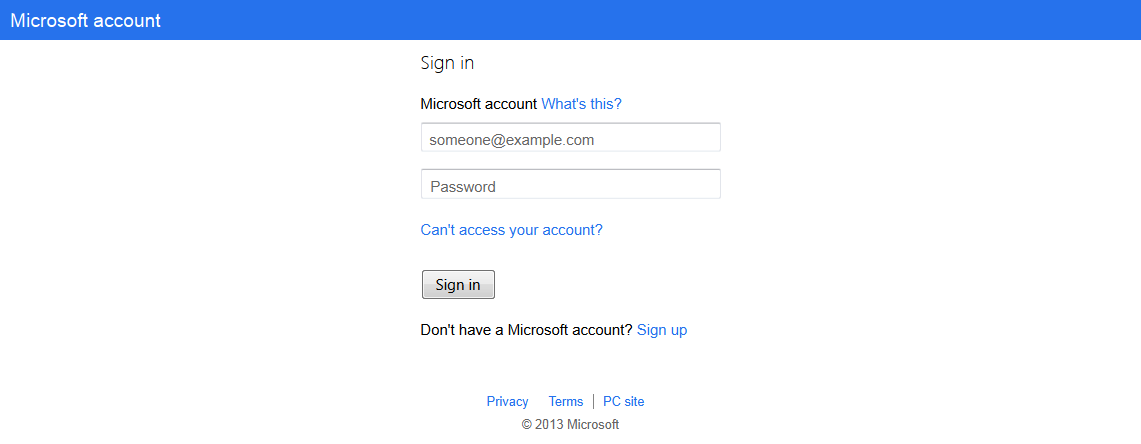 Microsoft account
Sign in
Microsoft account What's this?
someone@example.com
Password
Can't access your account?
Sign in
Don't have a Microsoft account? Sign up
Privacy Terms | PC site
© 2013 Microsoft